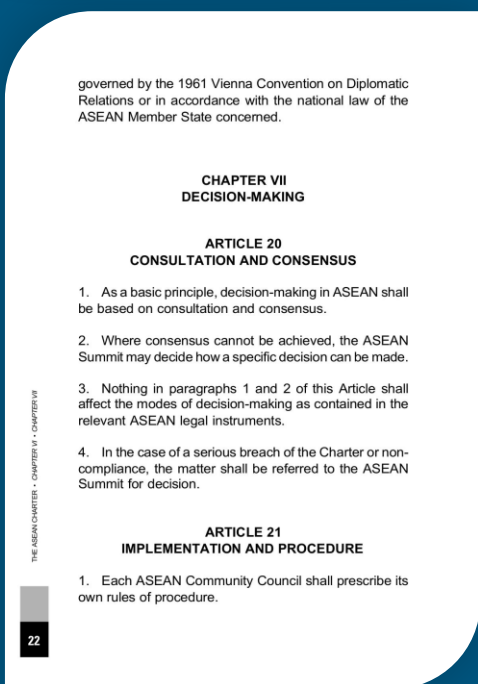 governed by the 1961 Vienna Convention on Diplomatic
Relations or in accordance with the national law of the
ASEAN Member State concerned.
CHAPTER VII
DECISION-MAKING
ARTICLE 20
CONSULTATION AND CONSENSUS
1. As a basic principle, decision-making in ASEAN shall
be based on consultation and consensus.
2. Where consensus cannot be achieved, the ASEAN
Summit may decide how a specific decision can be made.
3. Nothing in paragraphs 1 and 2 of this Article shall
affect the modes of decision-making as contained in the
relevant ASEAN legal instruments.
4. In the case of a serious breach of the Charter or non-
compliance, the matter shall be referred to the ASEAN
Summit for decision.
ARTICLE 21
IMPLEMENTATION AND PROCEDURE
1. Each ASEAN Community Council shall prescribe its
own rules of procedure.
THE ASEAN CHARTER • CHAPTER VI • CHAPTER VII
22